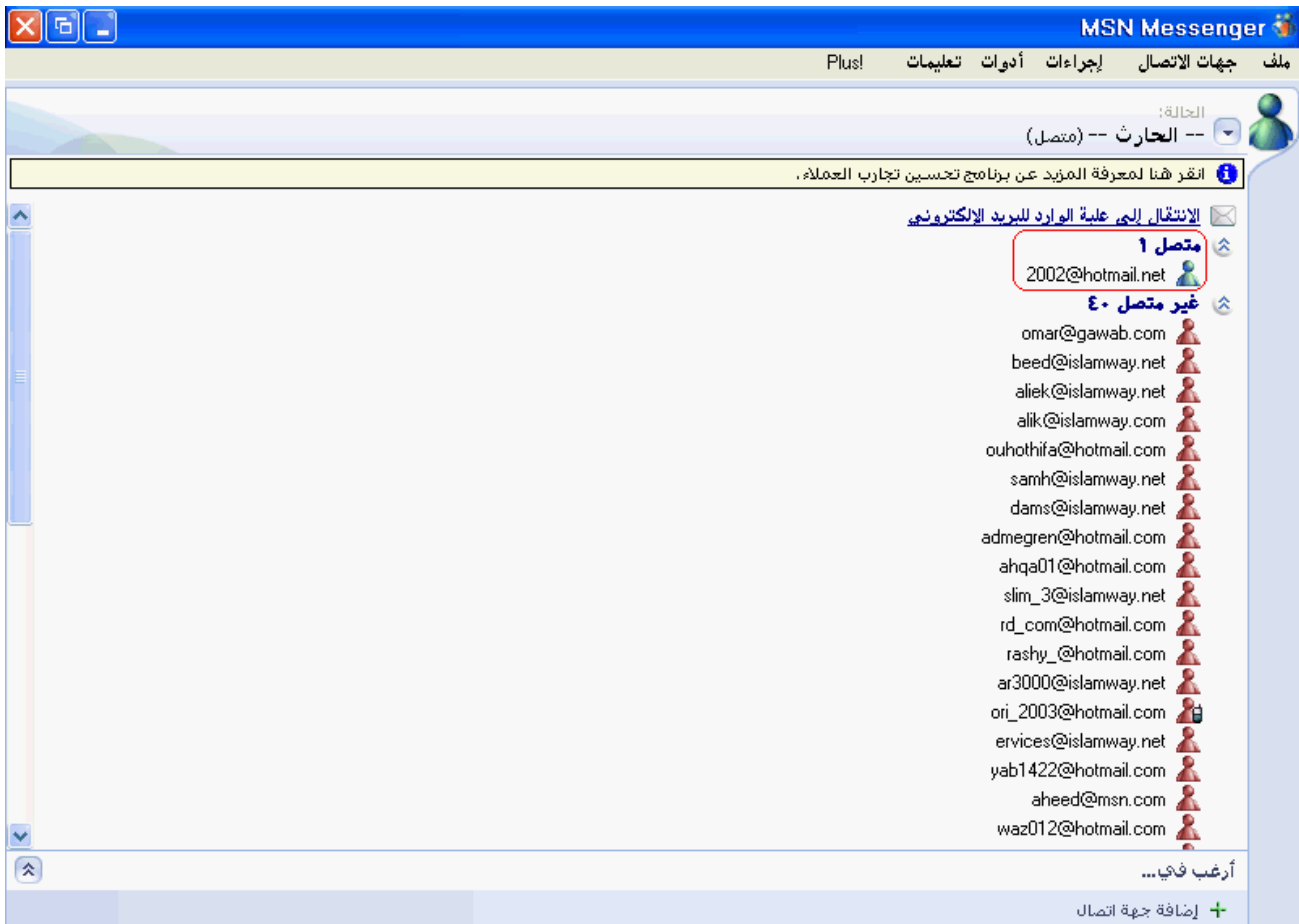 MSN Messenger
ملف جهات الاتصال إجراءات أدوات تعليمات Plus!
الحالة:
-- الحارث -- (متصل)
انقر هنا لمعرفة المزيد عن برنامج تحسين تجارب العملاء.
الانتقال إلى علبة الوارد للبريد الإلكتروني
متصل ١
2002@hotmail.net
غير متصل ٤٠
omar@gawab.com
beed@islamway.net
aliek@islamway.net
alik@islamway.com
ouhothifa@hotmail.com
samh@islamway.net
dams@islamway.net
admegren@hotmail.com
ahqa01@hotmail.com
slim_3@islamway.net
rd_com@hotmail.com
rashy_@hotmail.com
ar3000@islamway.net
ori_2003@hotmail.com
ervices@islamway.net
yab1422@hotmail.com
aheed@msn.com
waz012@hotmail.com
أرغب في...
إضافة جهة اتصال